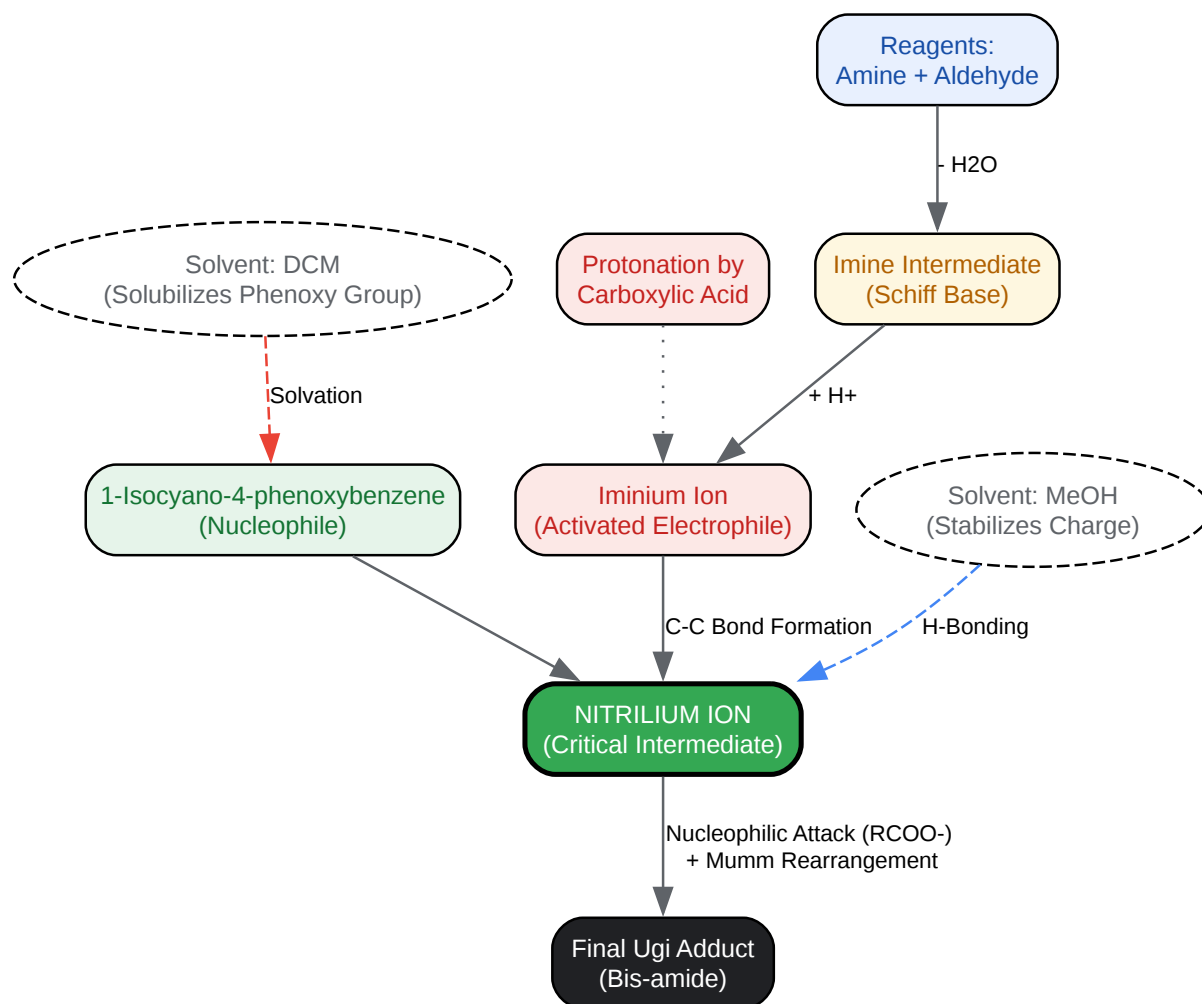 Reagents:
Amine + Aldehyde
- H2O
Solvent: DCM
(Solubilizes Phenoxy Group)
Protonation by
Carboxylic Acid
Imine Intermediate
(Schiff Base)
Solvation
+ H+
1-Isocyano-4-phenoxybenzene
(Nucleophile)
Iminium Ion
(Activated Electrophile)
Solvent: MeOH
(Stabilizes Charge)
C-C Bond Formation
H-Bonding
NITRILIUM ION
(Critical Intermediate)
Nucleophilic Attack (RCOO-)
+ Mumm Rearrangement
Final Ugi Adduct
(Bis-amide)